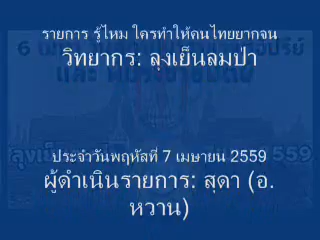 รายการ รู้ไหม ใครทำให้คนไทยยากจน
วิทยากร: ลุงเย็นลมป่า
ประจำวันพฤหัสที่ 7 เมษายน 2559
ผู้ดำเนินรายการ: สุดา (อ.
หวาน)